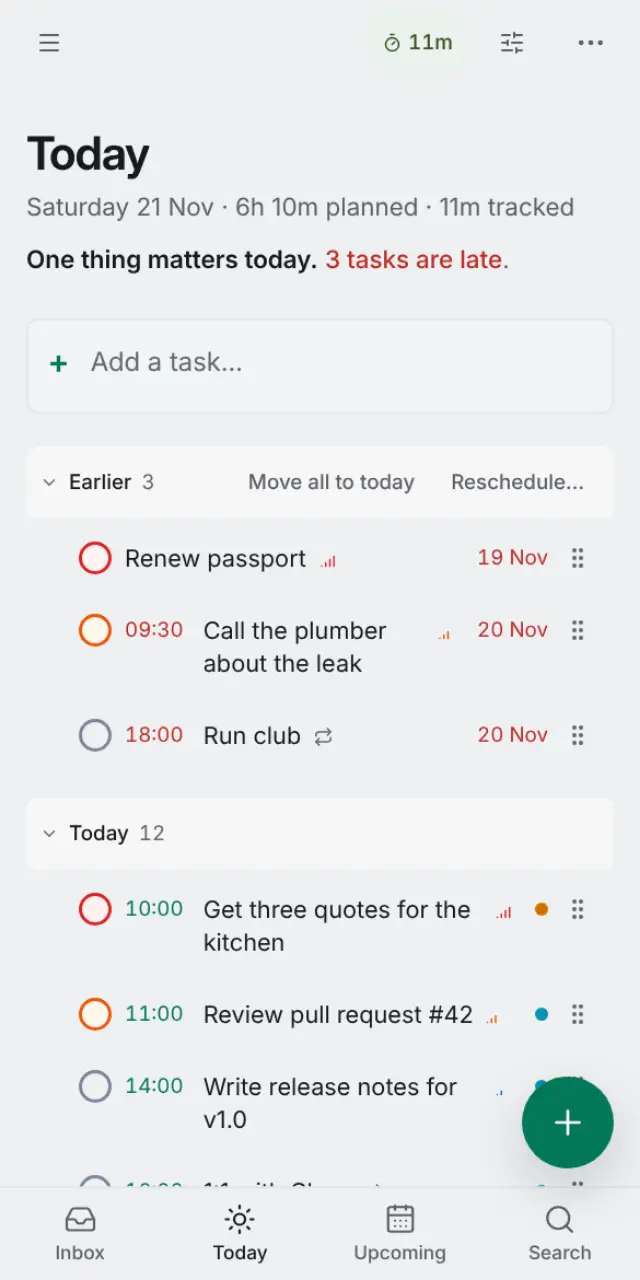 11m
Today
Saturday 21 Nov · 6h 10m planned · 11m tracked
One thing matters today. 3 tasks are late.
+ Add a task...
Earlier 3 Move all to today Reschedule...
Renew passport 19 Nov
09:30 Call the plumber 20 Nov
about the leak
18:00 Run club 20 Nov
Today 12
10:00 Get three quotes for the
kitchen
11:00 Review pull request #42
14:00 Write release notes for
v1.0
Inbox Today Upcoming Search